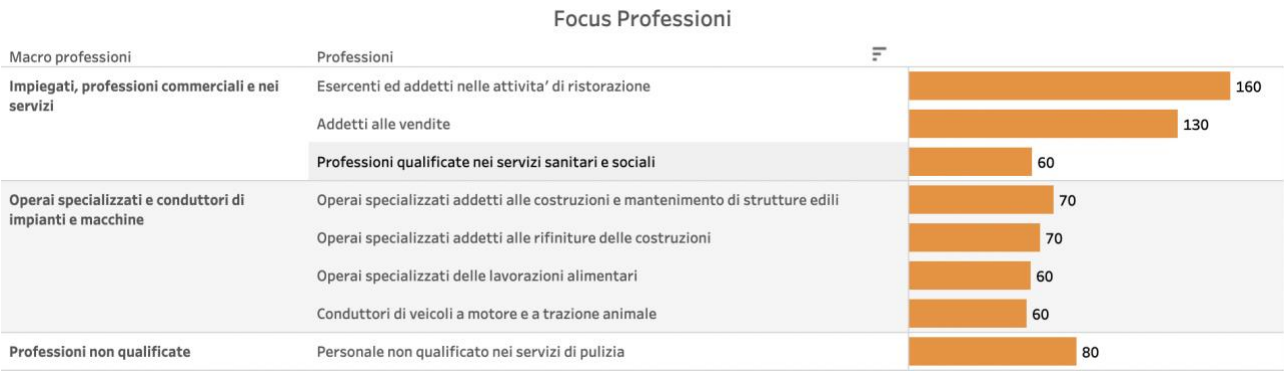 Focus Professioni
Macro professioni Professioni
Impiegati, professioni commerciali e nei
servizi
Esercenti ed addetti nelle attivita’ di ristorazione 160
Addetti alle vendite 130
Professioni qualificate nei servizi sanitari e sociali 60
Operai specializzati e conduttori di
impianti e macchine
Operai specializzati addetti alle costruzioni e mantenimento di strutture edili 70
Operai specializzati addetti alle rifiniture delle costruzioni 70
Operai specializzati delle lavorazioni alimentari 60
Conduttori di veicoli a motore e a trazione animale 60
Professioni non qualificate Personale non qualificato nei servizi di pulizia 80